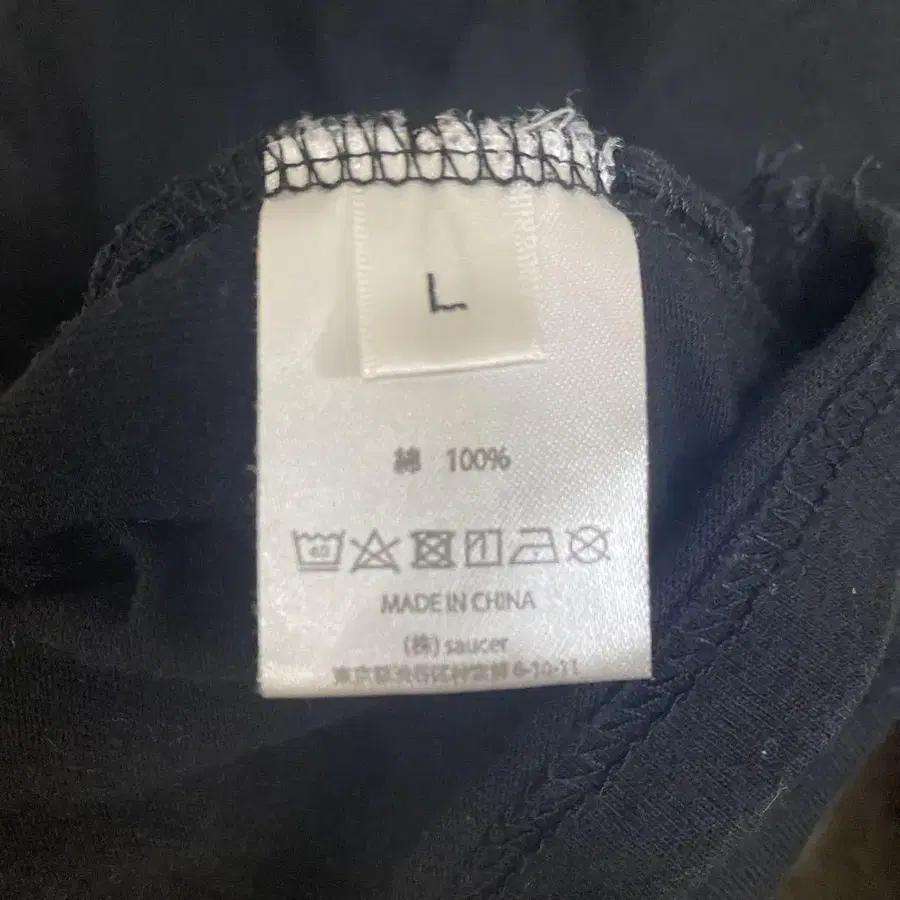 L
綿 100%
40
MADE IN CHINA
(株) saucer
東京都渋谷区神宮前 6-10-11